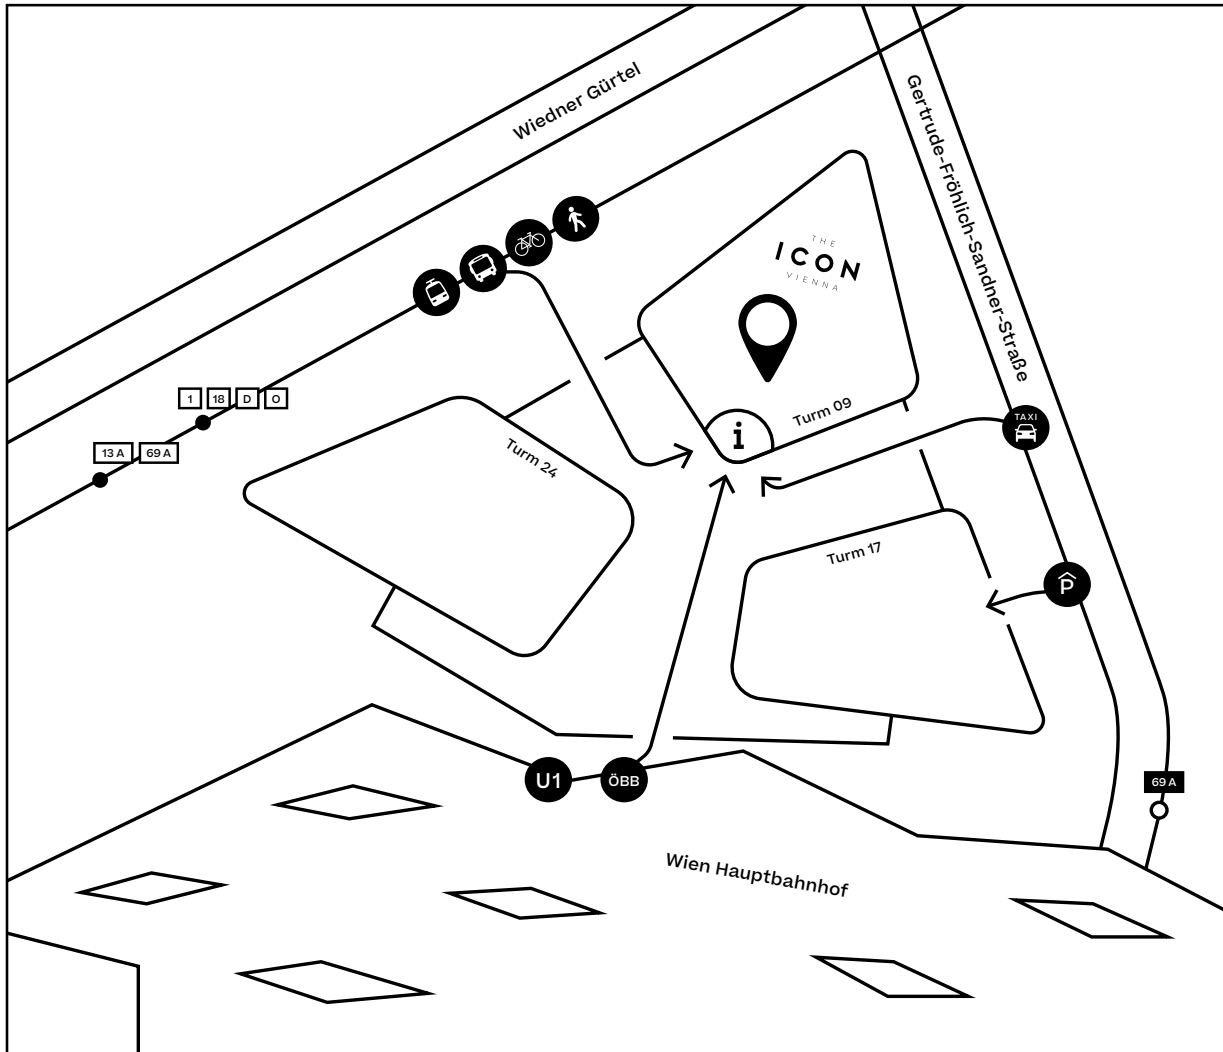 Wiedner Gürtel
Gertrude-Fröhlich-Sandner-Straße
THE
ICON
VIENNA
1 18 D O
13 A 69 A
Turm 09
i
TAXI
Turm 24
Turm 17
P
U1
ÖBB
69 A
Wien Hauptbahnhof